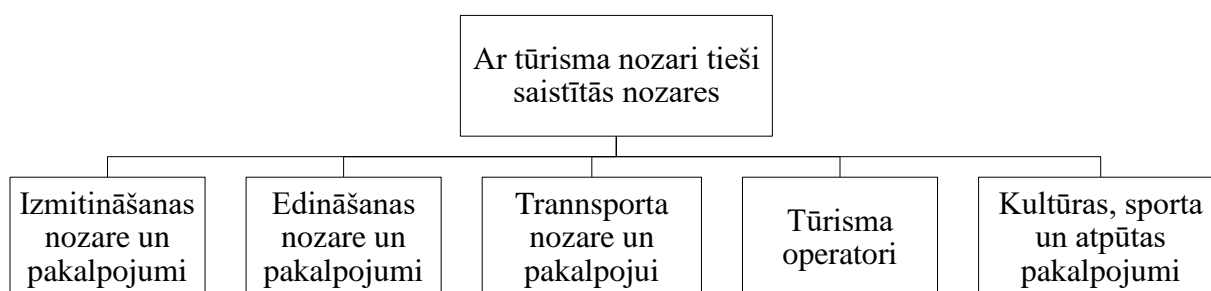 Ar tūrisma nozari tieši
saistītās nozares
Izmitināšanas
nozare un
pakalpojumi
Edināšanas
nozare un
pakalpojumi
Trannsporta
nozare un
pakalpojui
Tūrisma
operatori
Kultūras, sporta
un atpūtas
pakalpojumi